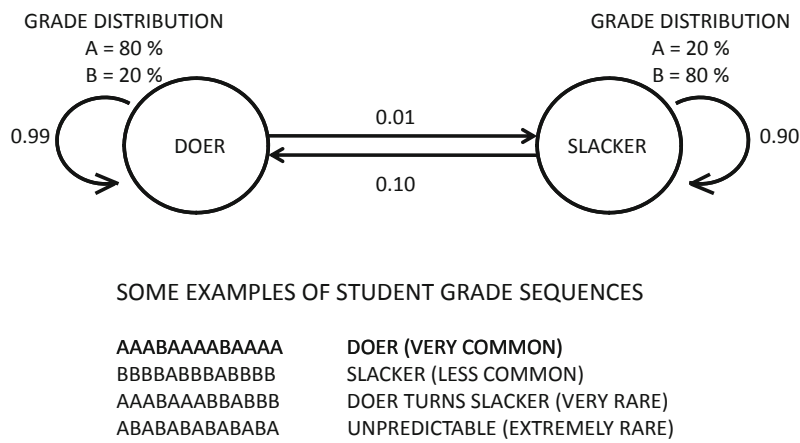 GRADE DISTRIBUTION
A = 80 %
B = 20 %
GRADE DISTRIBUTION
A = 20 %
B = 80 %
0.99
DOER
0.01
0.10
SLACKER
0.90
SOME EXAMPLES OF STUDENT GRADE SEQUENCES
AAABAAAABAAAA DOER (VERY COMMON)
BBBBABBBABBBB SLACKER (LESS COMMON)
AAABAAABBABBB DOER TURNS SLACKER (VERY RARE)
ABABABABABABA UNPREDICTABLE (EXTREMELY RARE)